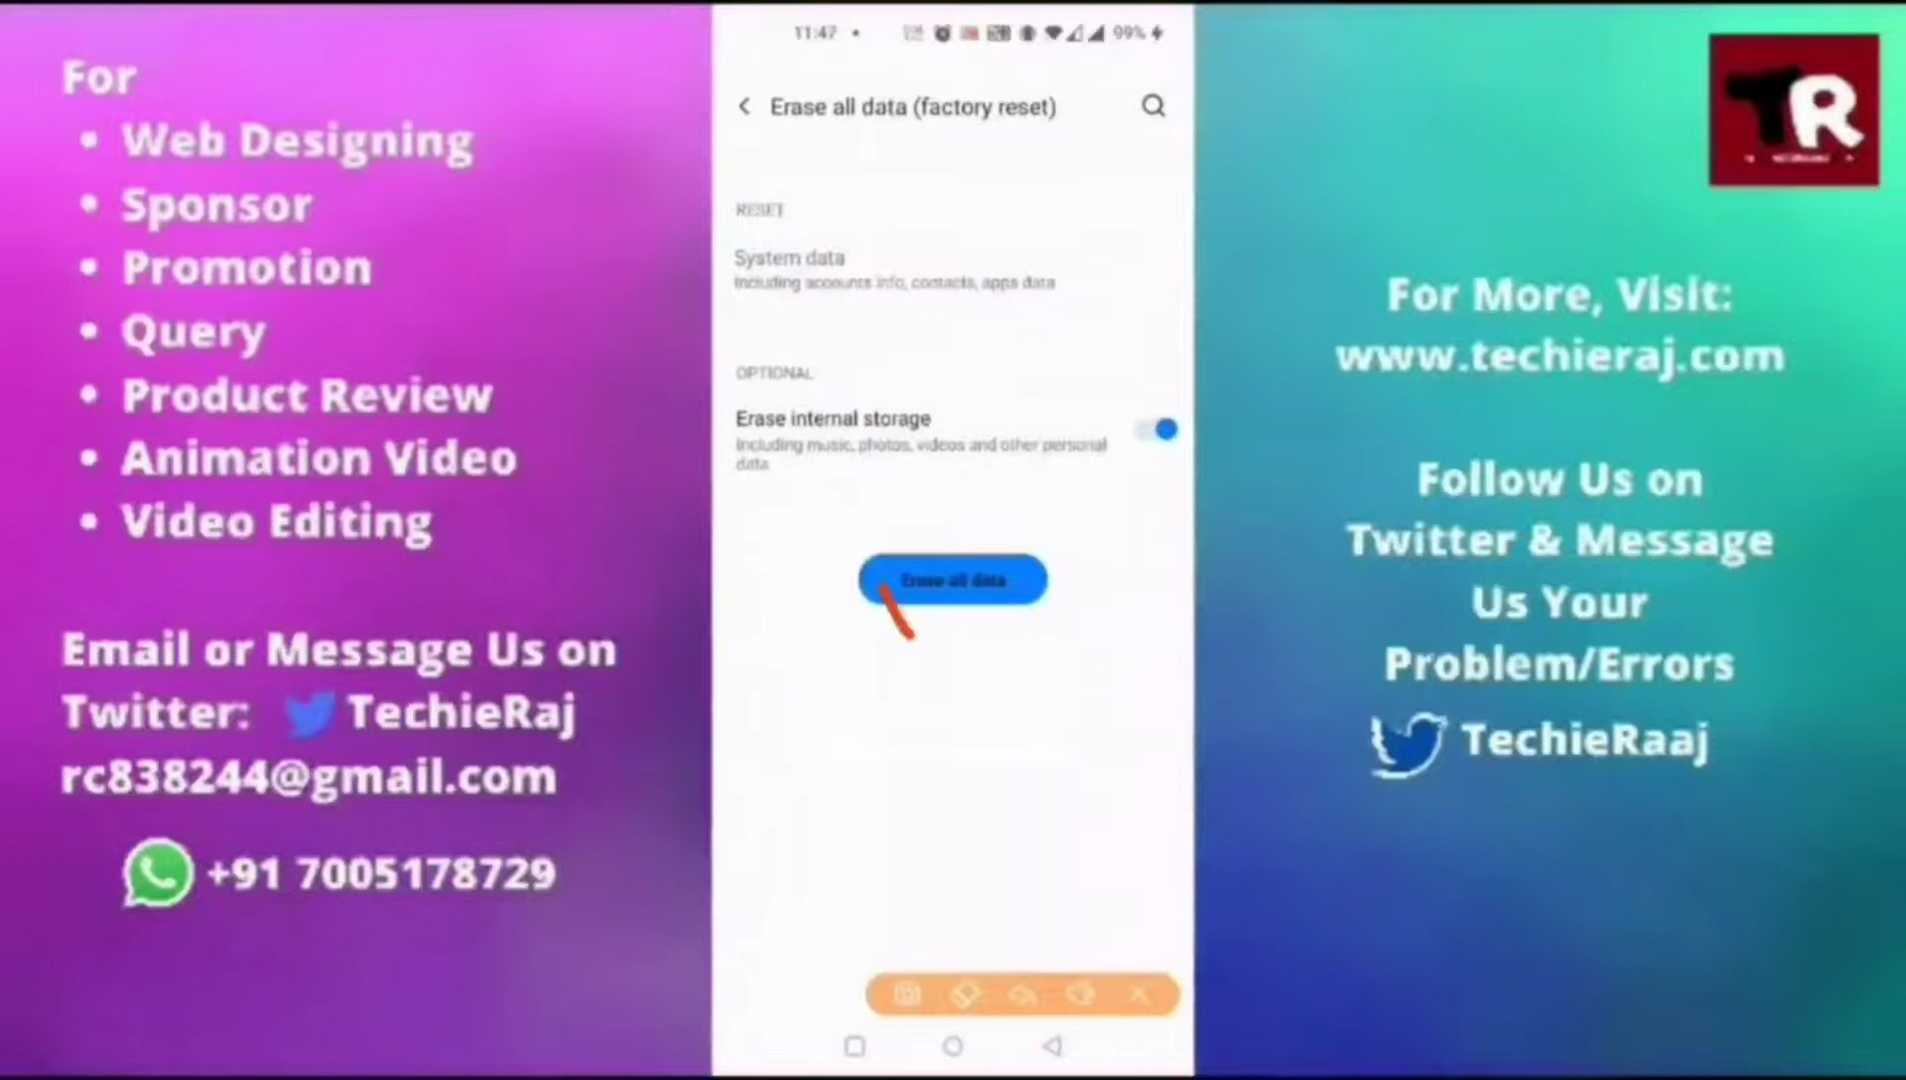 For
• Web Designing
• Sponsor
• Promotion
• Query
• Product Review
• Animation Video
• Video Editing
Email or Message Us on
Twitter: TechieRaj
rc838244@gmail.com
+91 7005178729
11:47
99%
Erase all data (factory reset)
RESET
System data
Including accounts info, contacts, apps data
OPTIONAL
Erase internal storage
Including music, photos, videos and other personal
data
Erase all data
TR
For More, Visit:
www.techieraj.com
Follow Us on
Twitter & Message
Us Your
Problem/Errors
TechieRaaj